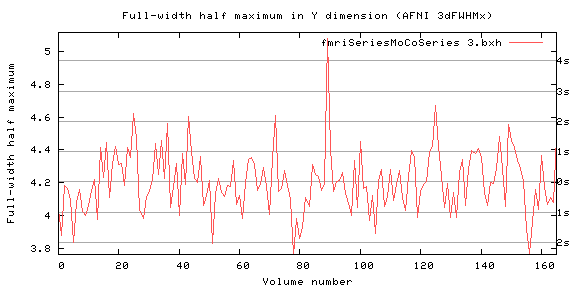 Full-width half maximum in Y dimension (AFNI 3dFWHMx)
fmriSeriesMoCoSeries 3.bxh
Full-width half maximum
5
4.8
4.6
4.4
4.2
4
3.8
4s
3s
2s
1s
0s
1s
2s
0 20 40 60 80 100 120 140 160
Volume number